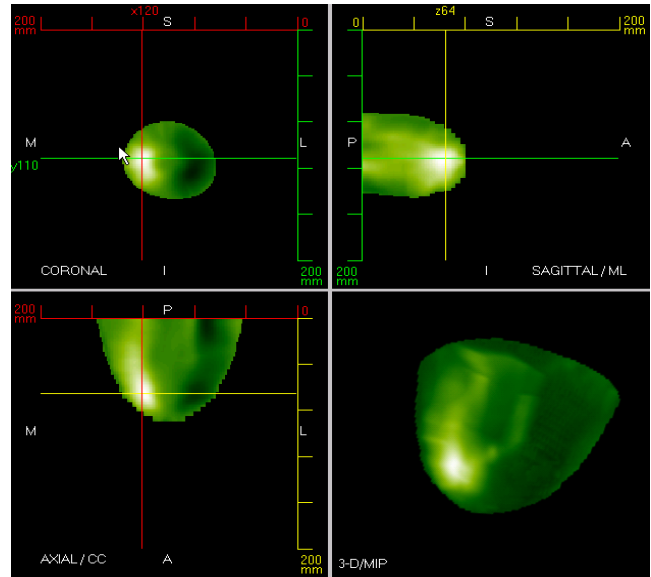 x120
200 mm S 0
M L
y110
CORONAL I 200 mm
z64
0 S 200 mm
P A
200 mm I SAGITTAL / ML
200 mm P 0
M L
AXIAL / CC A 200 mm
3-D/MIP